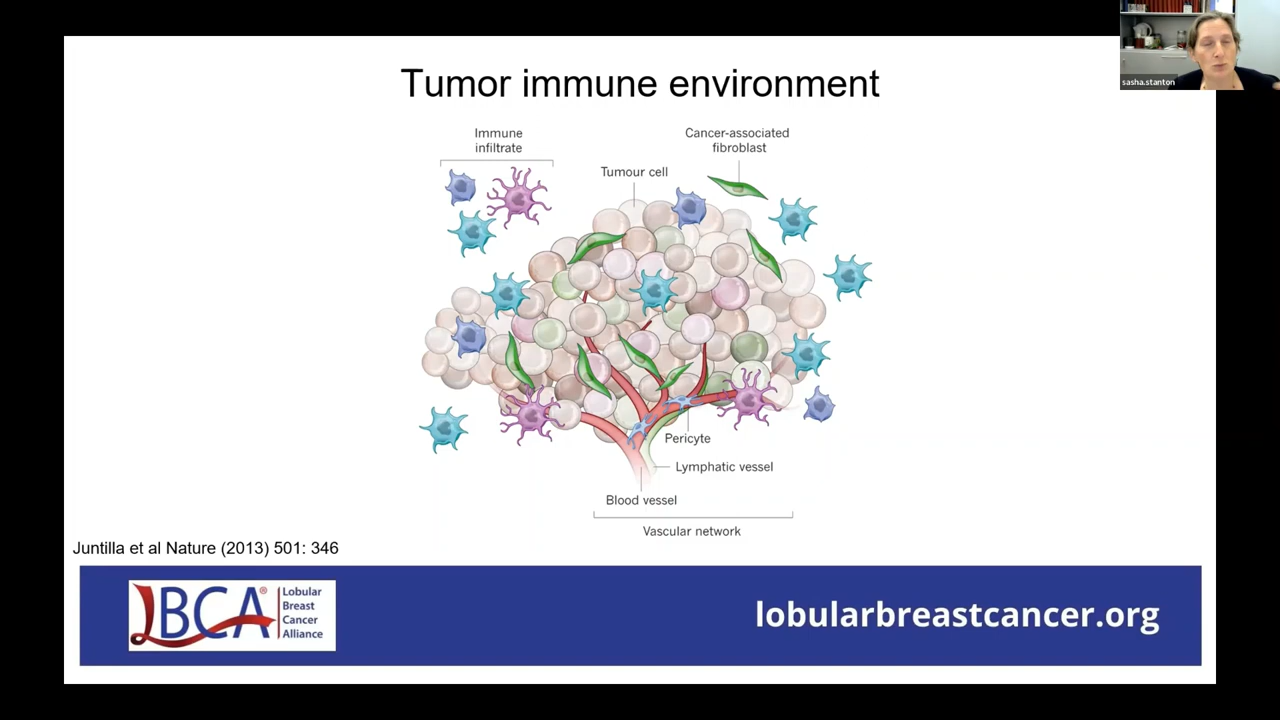 sasha.stanton
Tumor immune environment
Immune
infiltrate
Cancer-associated
fibroblast
Tumour cell
Pericyte
Lymphatic vessel
Blood vessel
Vascular network
Juntilla et al Nature (2013) 501: 346
LBCA®
Lobular
Breast
Cancer
Alliance
lobularbreastcancer.org